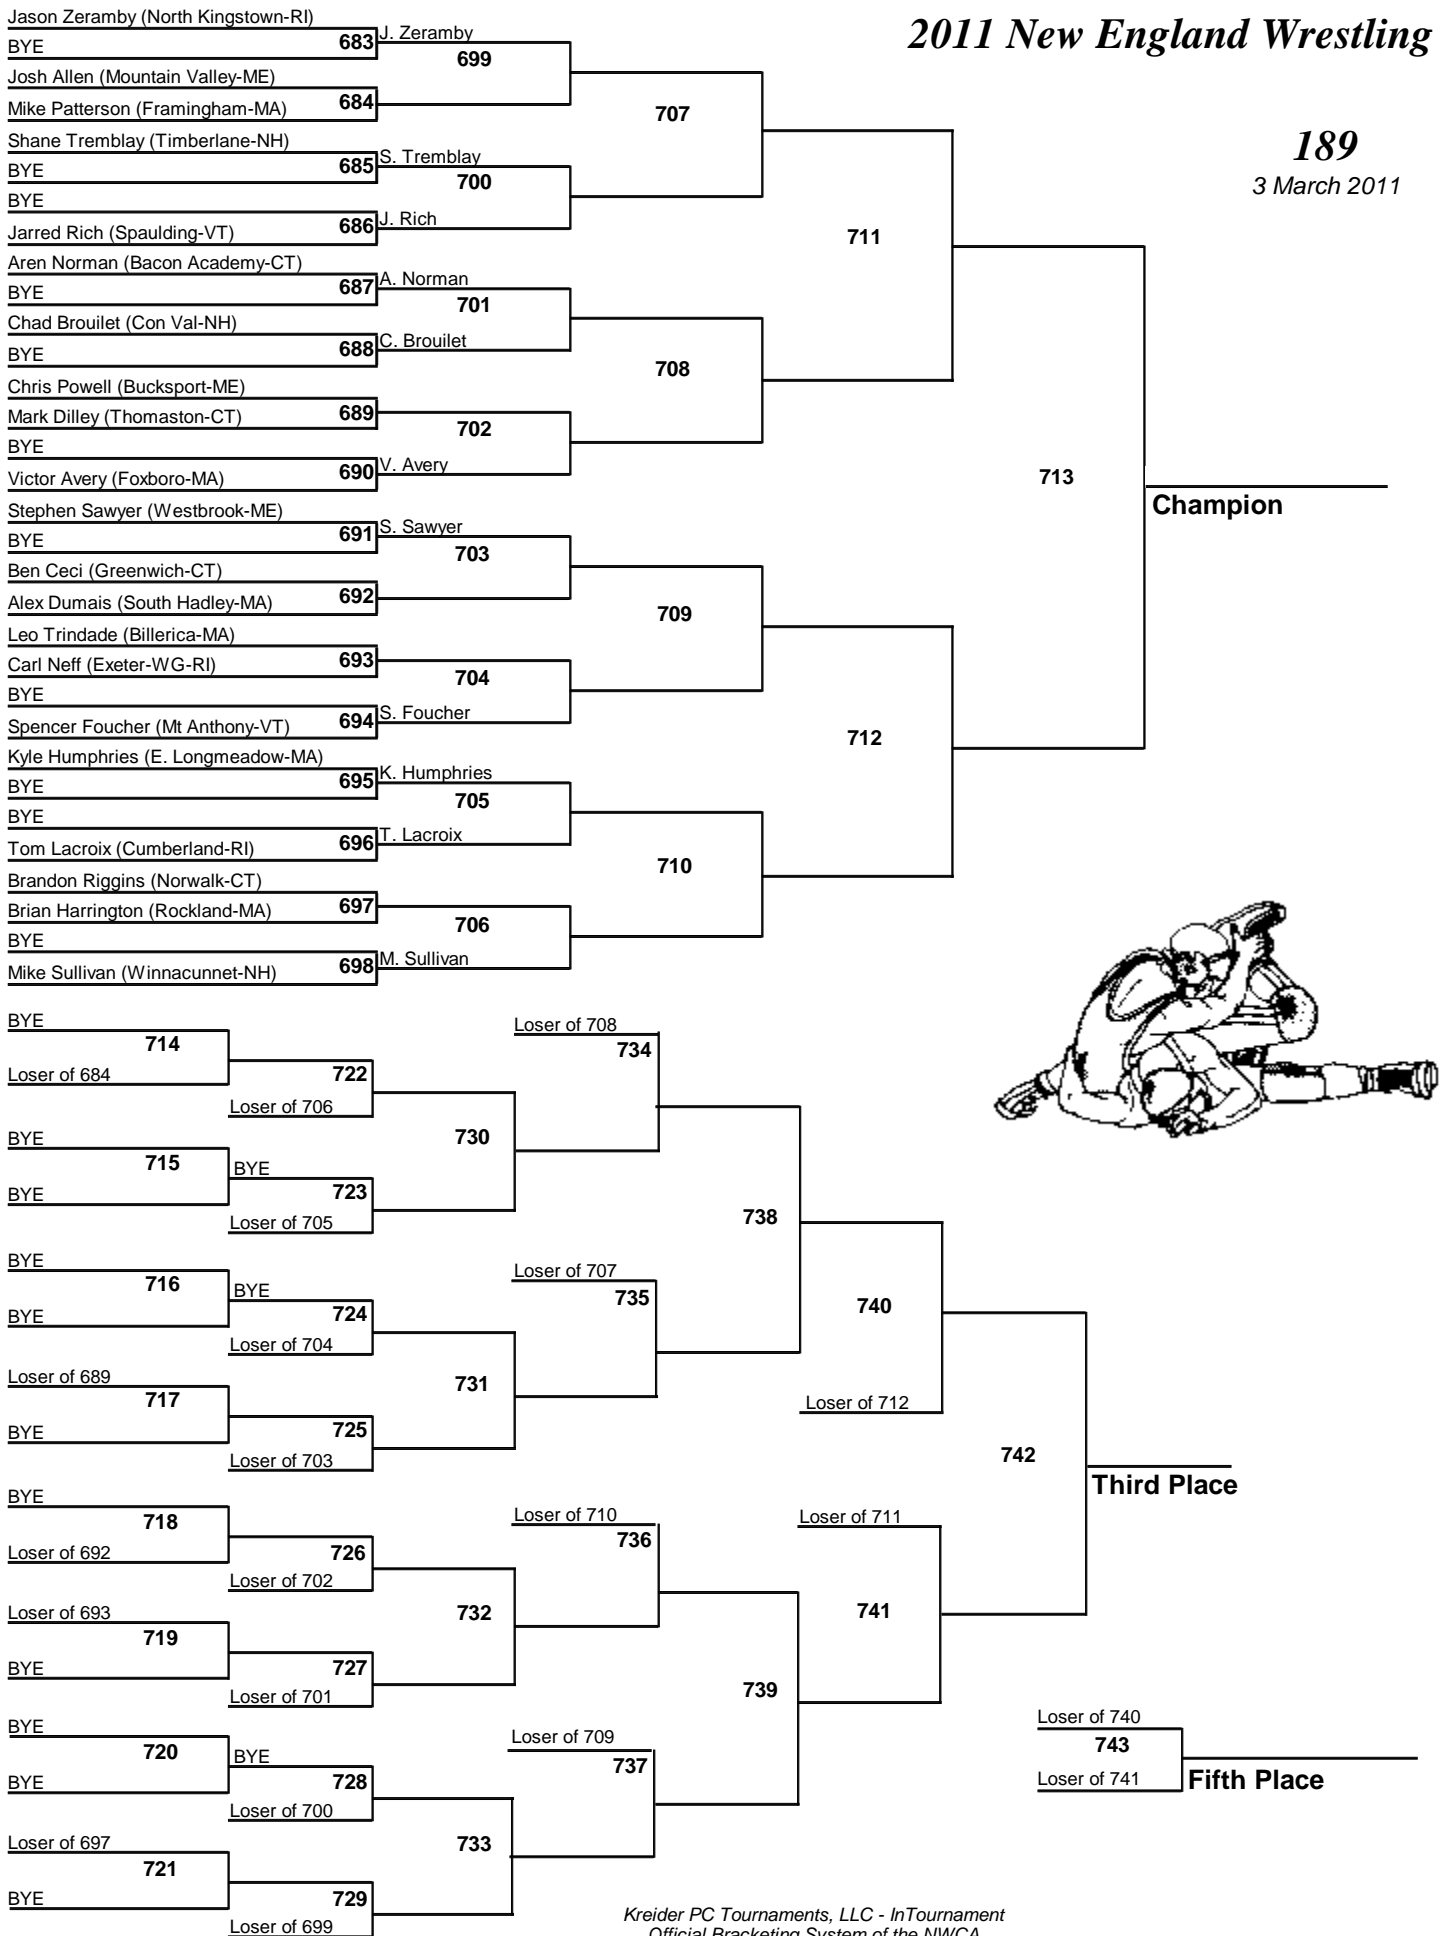 2011 New England Wrestling
189
3 March 2011
Jason Zeramby (North Kingstown-RI)
BYE
683
J. Zeramby
699
Josh Allen (Mountain Valley-ME)
Mike Patterson (Framingham-MA)
684
707
Shane Tremblay (Timberlane-NH)
BYE
685
S. Tremblay
700
BYE
Jarred Rich (Spaulding-VT)
686
J. Rich
711
Aren Norman (Bacon Academy-CT)
BYE
687
A. Norman
701
Chad Brouilet (Con Val-NH)
BYE
688
C. Brouilet
708
Chris Powell (Bucksport-ME)
Mark Dilley (Thomaston-CT)
689
702
BYE
Victor Avery (Foxboro-MA)
690
V. Avery
713
Champion
Stephen Sawyer (Westbrook-ME)
BYE
691
S. Sawyer
703
Ben Ceci (Greenwich-CT)
Alex Dumais (South Hadley-MA)
692
709
Leo Trindade (Billerica-MA)
Carl Neff (Exeter-WG-RI)
693
704
BYE
Spencer Foucher (Mt Anthony-VT)
694
S. Foucher
712
Kyle Humphries (E. Longmeadow-MA)
BYE
695
K. Humphries
705
BYE
Tom Lacroix (Cumberland-RI)
696
T. Lacroix
710
Brandon Riggins (Norwalk-CT)
Brian Harrington (Rockland-MA)
697
706
BYE
Mike Sullivan (Winnacunnet-NH)
698
M. Sullivan
BYE
714
Loser of 684
722
Loser of 706
Loser of 708
734
730
BYE
715
BYE
BYE
723
Loser of 705
738
BYE
716
BYE
BYE
724
Loser of 704
Loser of 707
735
740
731
Loser of 689
717
BYE
725
Loser of 703
Loser of 712
742
Third Place
BYE
718
Loser of 692
726
Loser of 702
Loser of 710
736
Loser of 711
732
741
Loser of 693
719
BYE
727
Loser of 701
739
BYE
720
BYE
BYE
728
Loser of 700
Loser of 709
737
Loser of 740
743
Loser of 741
Fifth Place
733
Loser of 697
721
BYE
729
Loser of 699
Kreider PC Tournaments, LLC - InTournament
Official Bracketing System of the NWCA